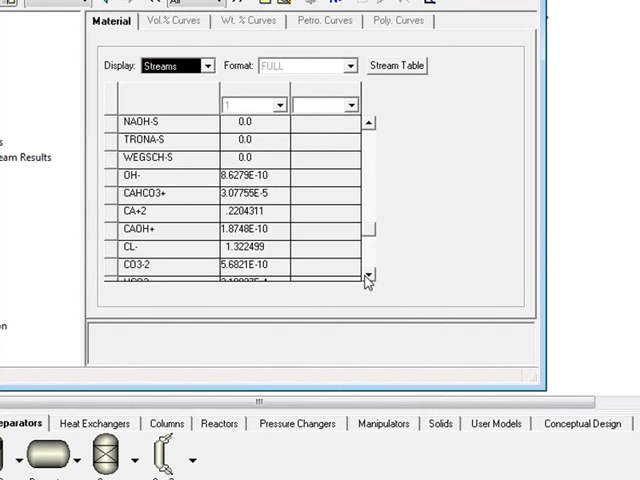 All
Material Vol.% Curves Wt. % Curves Petro. Curves Poly. Curves
Display: Streams Format: FULL Stream Table
1
NAOH-S 0.0
TRONA-S 0.0
WEGSCH-S 0.0
OH- 8.6279E-10
CAHCO3+ 3.07755E-5
CA+2 .2204311
CAOH+ 1.8748E-10
CL- 1.322499
CO3-2 5.6821E-10
s
eam Results
on
eparators Heat Exchangers Columns Reactors Pressure Changers Manipulators Solids User Models Conceptual Design